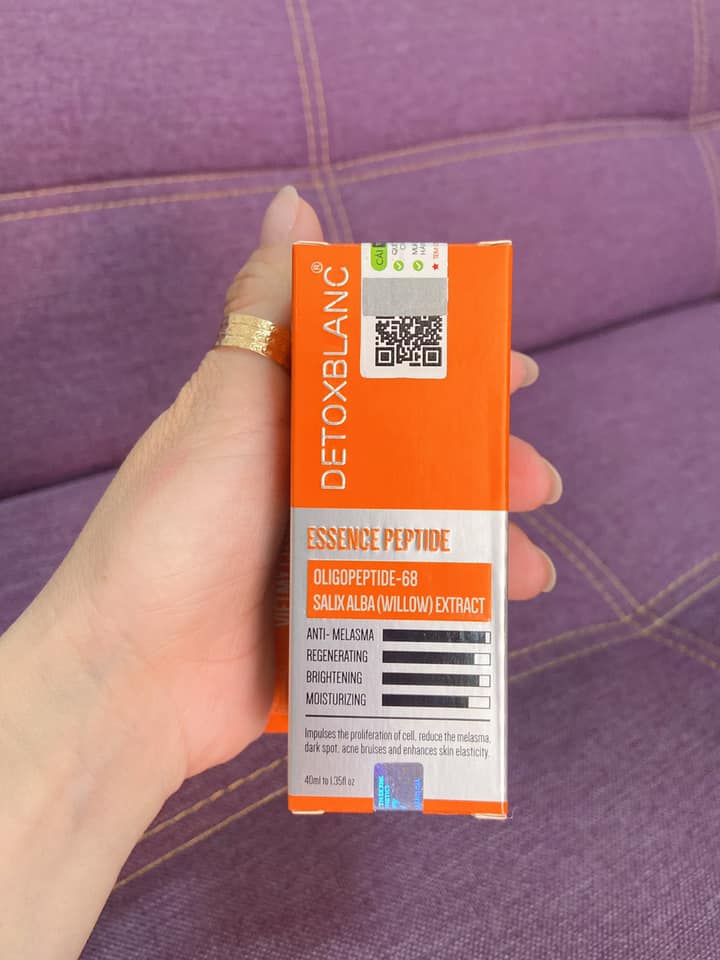 DETOXBLANC®
ESSENCE PEPTIDE
OLIGOPEPTIDE-68
SALIX ALBA (WILLOW) EXTRACT
ANTI- MELASMA
REGENERATING
BRIGHTENING
MOISTURIZING
Impulses the proliferation of cell, reduce the melasma,
dark spot, acne bruises and enhances skin elasticity.
40ml to 1.35fl oz